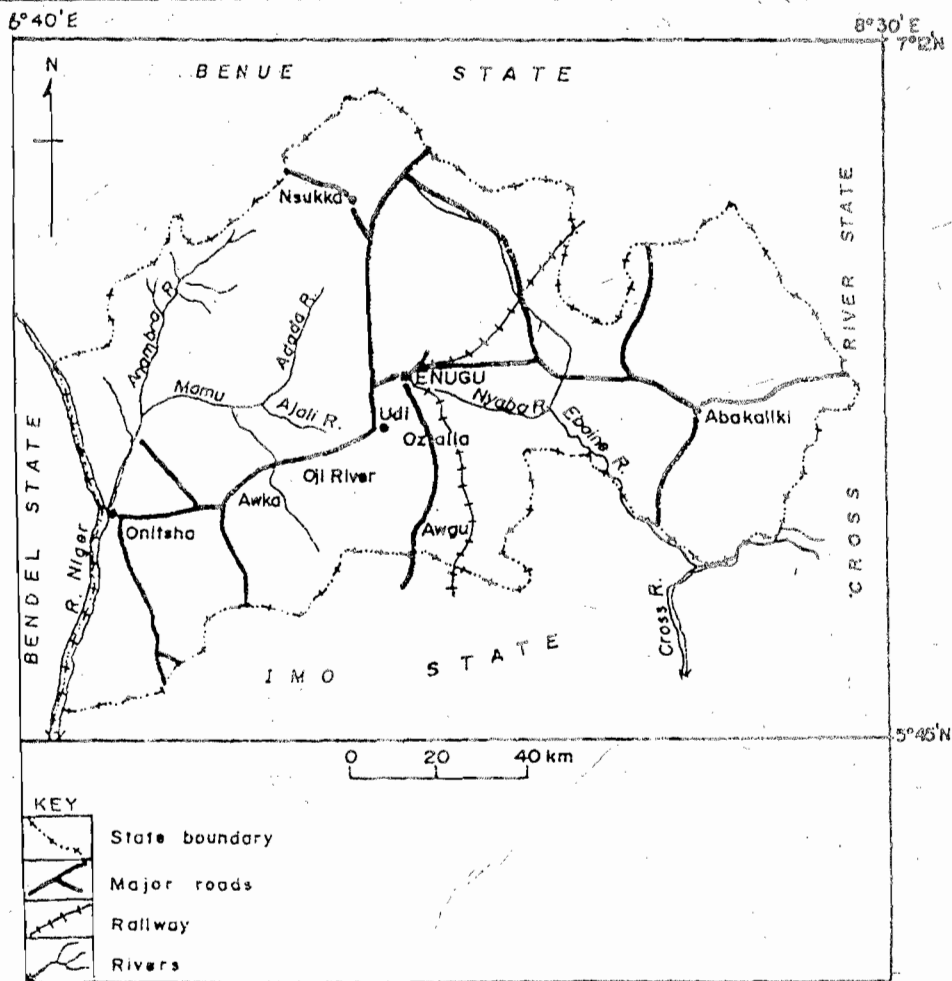 6°40'E
8°30'E
7°12'N
N
BENUE STATE
Nsukka
RIVER STATE
CROSS
Anambra R.
Adada R.
Mamu
Ajali R.
ENUGU
Nyaba R.
Udi
Ozalla
Eboine R.
Abakaliki
BENDEL STATE
Oji River
Awka
Awgu
Onitsha
R. Niger
Cross R.
IMO STATE
5°45'N
0 20 40 km
KEY
State boundary
Major roads
Railway
Rivers